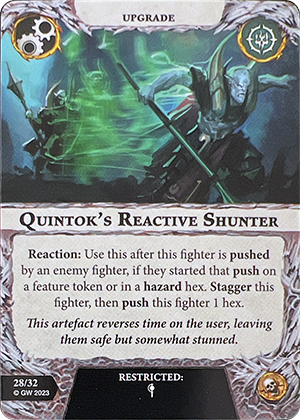 UPGRADE
QUINTOK'S REACTIVE SHUNTER
Reaction: Use this after this fighter is pushed
by an enemy fighter, if they started that push on
a feature token or in a hazard hex. Stagger this
fighter, then push this fighter 1 hex.
This artefact reverses time on the user, leaving
them safe but somewhat stunned.
28/32
© GW 2023
RESTRICTED: